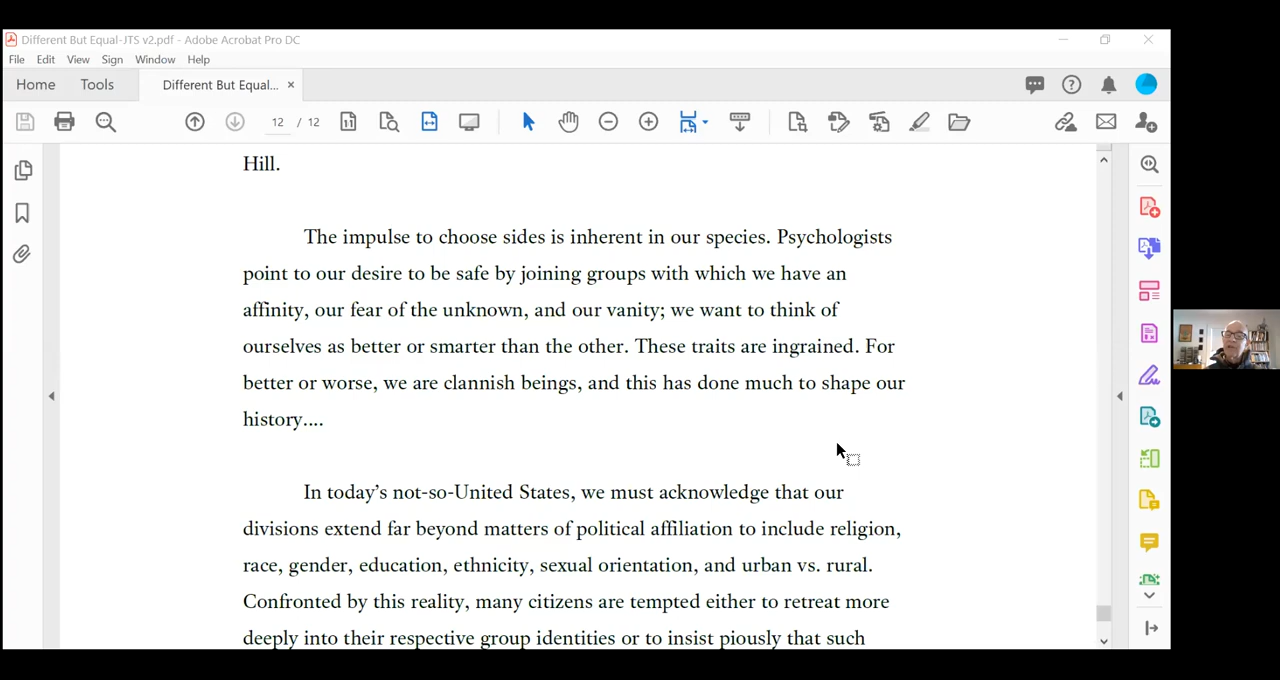 Different But Equal-JTS v2.pdf - Adobe Acrobat Pro DC
File Edit View Sign Window Help
Home Tools Different But Equal... ×
12 / 12
Hill.
The impulse to choose sides is inherent in our species. Psychologists
point to our desire to be safe by joining groups with which we have an
affinity, our fear of the unknown, and our vanity; we want to think of
ourselves as better or smarter than the other. These traits are ingrained. For
better or worse, we are clannish beings, and this has done much to shape our
history....
In today’s not-so-United States, we must acknowledge that our
divisions extend far beyond matters of political affiliation to include religion,
race, gender, education, ethnicity, sexual orientation, and urban vs. rural.
Confronted by this reality, many citizens are tempted either to retreat more
deeply into their respective group identities or to insist piously that such